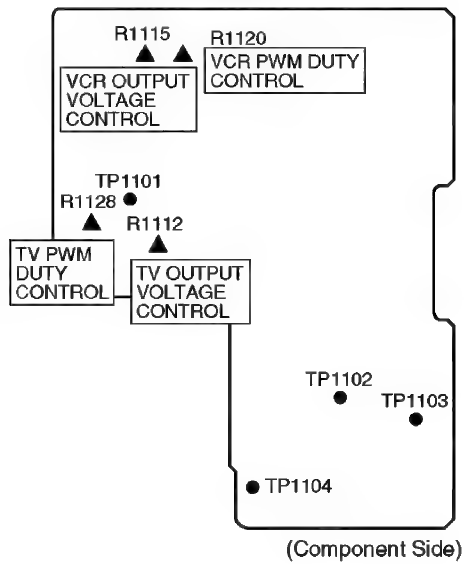 R1115
R1120
VCR OUTPUT
VOLTAGE
CONTROL
VCR PWM DUTY
CONTROL
TP1101
R1128
R1112
TV PWM
DUTY
CONTROL
TV OUTPUT
VOLTAGE
CONTROL
TP1102
TP1103
TP1104
(Component Side)